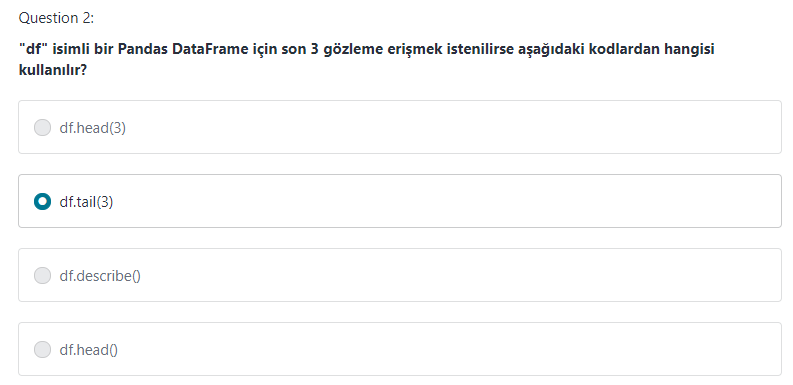 Question 2:
"df" isimli bir Pandas DataFrame için son 3 gözleme erişmek istenilirse aşağıdaki kodlardan hangisi
kullanılır?
df.head(3)
df.tail(3)
df.describe()
df.head()